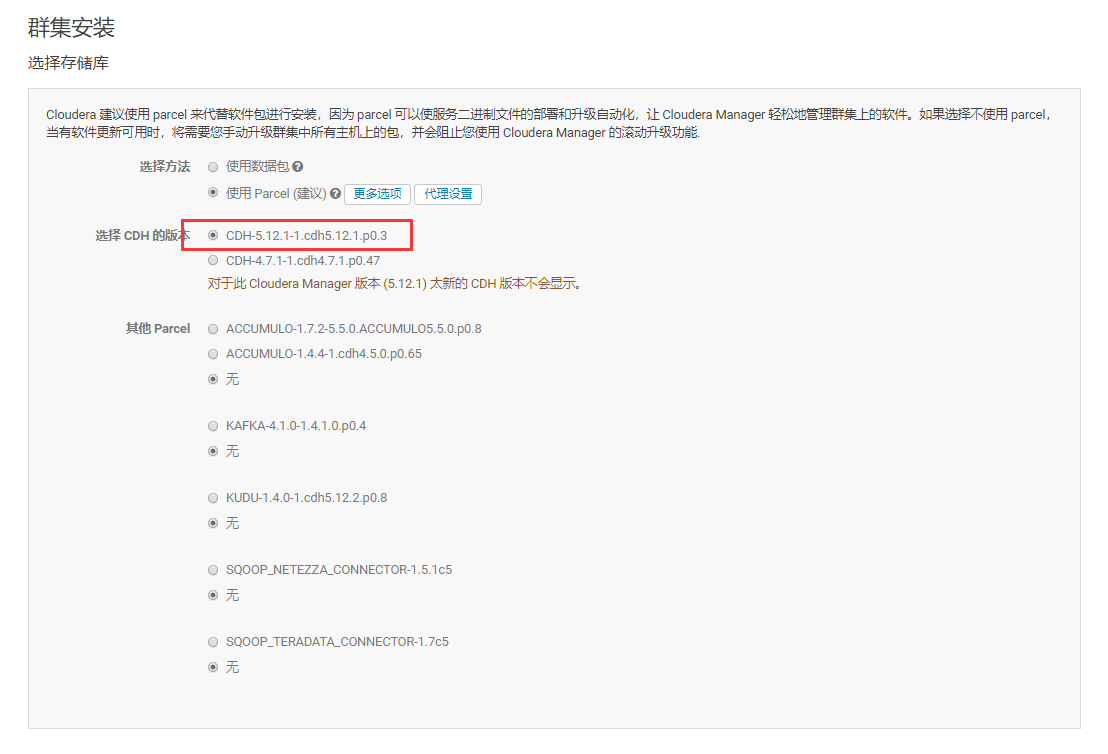 群集安装
选择存储库
Cloudera 建议使用 parcel 来代替软件包进行安装，因为 parcel 可以使服务二进制文件的部署和升级自动化，让 Cloudera Manager 轻松地管理群集上的软件。如果选择不使用 parcel，
当有软件更新可用时，将需要您手动升级群集中所有主机上的包，并会阻止您使用 Cloudera Manager 的滚动升级功能.
选择方法 使用数据包
使用 Parcel (建议) 更多选项 代理设置
选择 CDH 的版本 CDH-5.12.1-1.cdh5.12.1.p0.3
CDH-4.7.1-1.cdh4.7.1.p0.47
对于此 Cloudera Manager 版本 (5.12.1) 太新的 CDH 版本不会显示。
其他 Parcel ACCUMULO-1.7.2-5.5.0.ACCUMULO5.5.0.p0.8
ACCUMULO-1.4.4-1.cdh4.5.0.p0.65
无
KAFKA-4.1.0-1.4.1.0.p0.4
无
KUDU-1.4.0-1.cdh5.12.2.p0.8
无
SQOOP_NETEZZA_CONNECTOR-1.5.1c5
无
SQOOP_TERADATA_CONNECTOR-1.7c5
无